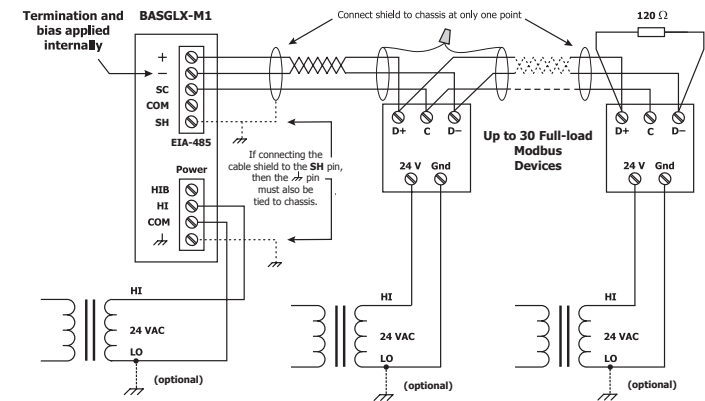 Termination and
bias applied
internally
BASGLX-M1
Connect shield to chassis at only one point
120 Ω
+
−
SC
COM
SH
EIA-485
D+ C D−
D+ C D−
Up to 30 Full-load
Modbus
Devices
If connecting the
cable shield to the SH pin,
then the pin
must also be
tied to chassis.
Power
HIB
HI
COM
24 V Gnd
24 V Gnd
HI
24 VAC
LO
(optional)
HI
24 VAC
LO
(optional)
HI
24 VAC
LO
(optional)